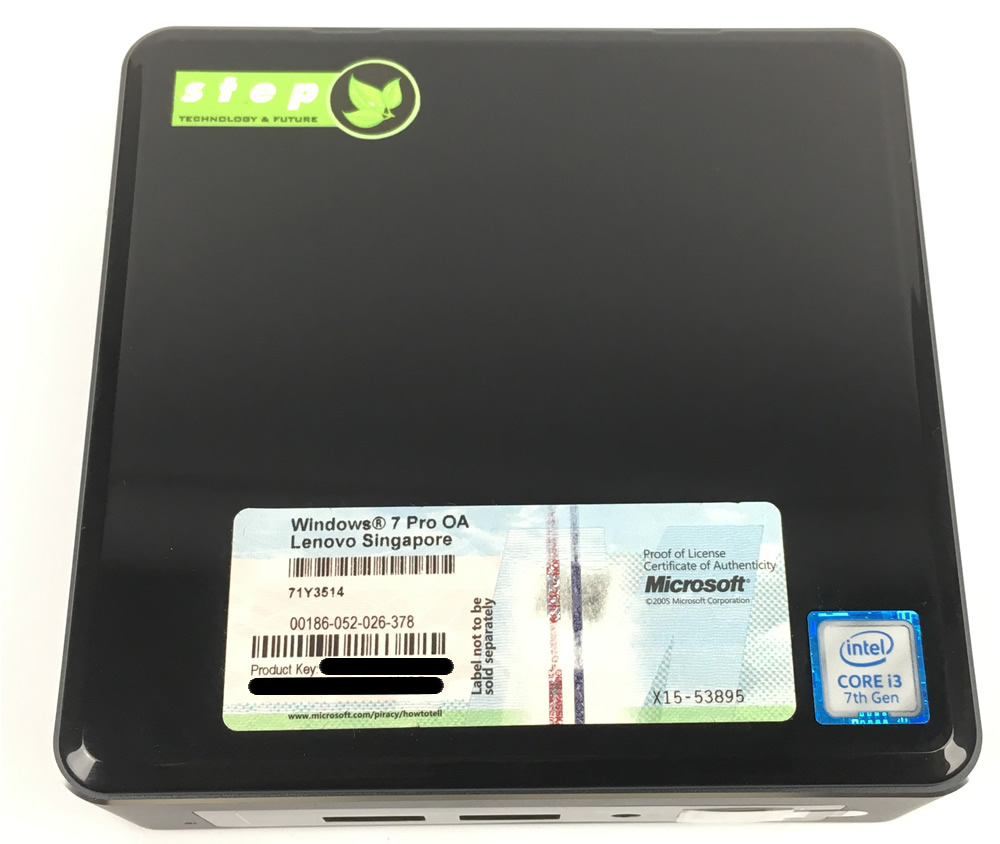 step
TECHNOLOGY & FUTURE
Windows® 7 Pro OA
Lenovo Singapore
71Y3514
00186-052-026-378
Product Key:
www.microsoft.com/piracy/howtotell
Label not to be
sold separately
Proof of License
Certificate of Authenticity
Microsoft®
©2005 Microsoft Corporation
X15-53895
intel
CORE i3
7th Gen